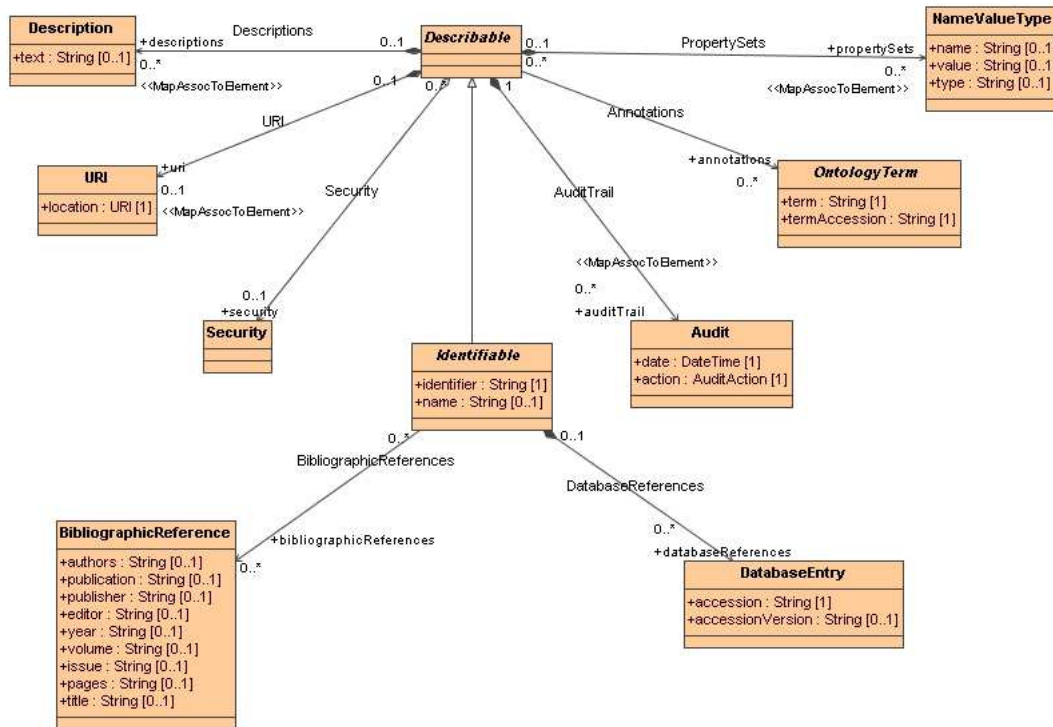 Description
+text : String [0..1]
+descriptions
0..*
<<MapAssocToElement>>
Descriptions
0..1
Describable
0..1
0..*
PropertySets
+propertySets
0..*
<<MapAssocToElement>>
NameValueType
+name : String [0..1]
+value : String [0..1]
+type : String [0..1]
0..1
URI
+uri
0..1
<<MapAssocToElement>>
URI
+location : URI [1]
0..*
Security
0..1
+security
Security
1
AuditTrail
<<MapAssocToElement>>
0..*
+auditTrail
Audit
+date : DateTime [1]
+action : AuditAction [1]
Annotations
+annotations
0..*
OntologyTerm
+term : String [1]
+termAccession : String [1]
Identifiable
+identifier : String [1]
+name : String [0..1]
0..*
BibliographicReferences
+bibliographicReferences
0..*
BibliographicReference
+authors : String [0..1]
+publication : String [0..1]
+publisher : String [0..1]
+editor : String [0..1]
+year : String [0..1]
+volume : String [0..1]
+issue : String [0..1]
+pages : String [0..1]
+title : String [0..1]
0..1
DatabaseReferences
0..*
+databaseReferences
DatabaseEntry
+accession : String [1]
+accessionVersion : String [0..1]